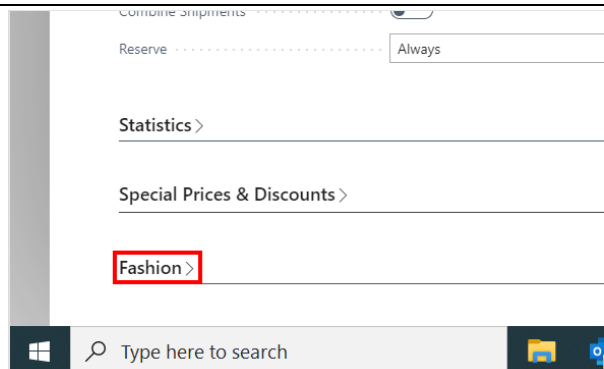 Combine Shipments
Reserve Always
Statistics
Special Prices & Discounts
Fashion
Type here to search